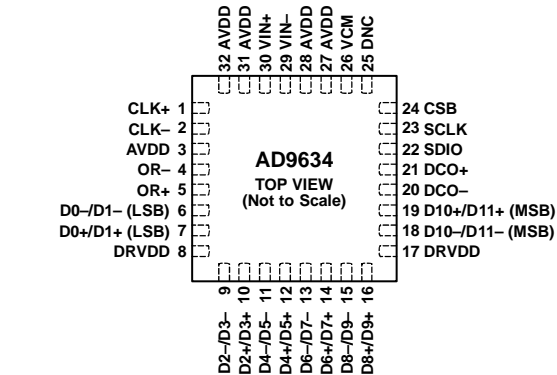 32 AVDD
31 AVDD
30 VIN+
29 VIN–
28 AVDD
27 AVDD
26 VCM
25 DNC
CLK+ 1
CLK– 2
AVDD 3
OR– 4
OR+ 5
D0–/D1– (LSB) 6
D0+/D1+ (LSB) 7
DRVDD 8
AD9634
TOP VIEW
(Not to Scale)
24 CSB
23 SCLK
22 SDIO
21 DCO+
20 DCO–
19 D10+/D11+ (MSB)
18 D10–/D11– (MSB)
17 DRVDD
D2–/D3– 9
D2+/D3+ 10
D4–/D5– 11
D4+/D5+ 12
D6–/D7– 13
D6+/D7+ 14
D8–/D9– 15
D8+/D9+ 16